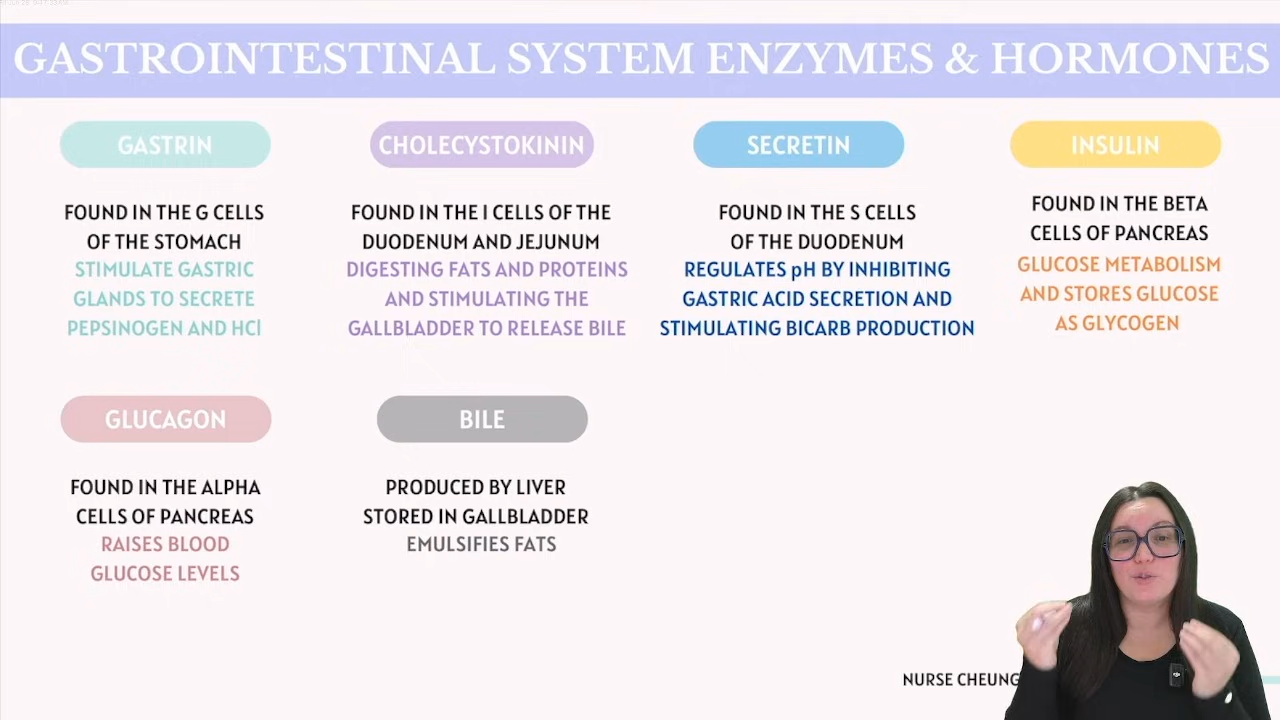 GASTROINTESTINAL SYSTEM ENZYMES & HORMONES
GASTRIN
FOUND IN THE G CELLS
OF THE STOMACH
STIMULATE GASTRIC
GLANDS TO SECRETE
PEPSINOGEN AND HCl
CHOLECYSTOKININ
FOUND IN THE I CELLS OF THE
DUODENUM AND JEJUNUM
DIGESTING FATS AND PROTEINS
AND STIMULATING THE
GALLBLADDER TO RELEASE BILE
SECRETIN
FOUND IN THE S CELLS
OF THE DUODENUM
REGULATES pH BY INHIBITING
GASTRIC ACID SECRETION AND
STIMULATING BICARB PRODUCTION
INSULIN
FOUND IN THE BETA
CELLS OF PANCREAS
GLUCOSE METABOLISM
AND STORES GLUCOSE
AS GLYCOGEN
GLUCAGON
FOUND IN THE ALPHA
CELLS OF PANCREAS
RAISES BLOOD
GLUCOSE LEVELS
BILE
PRODUCED BY LIVER
STORED IN GALLBLADDER
EMULSIFIES FATS
NURSE CHEUNG